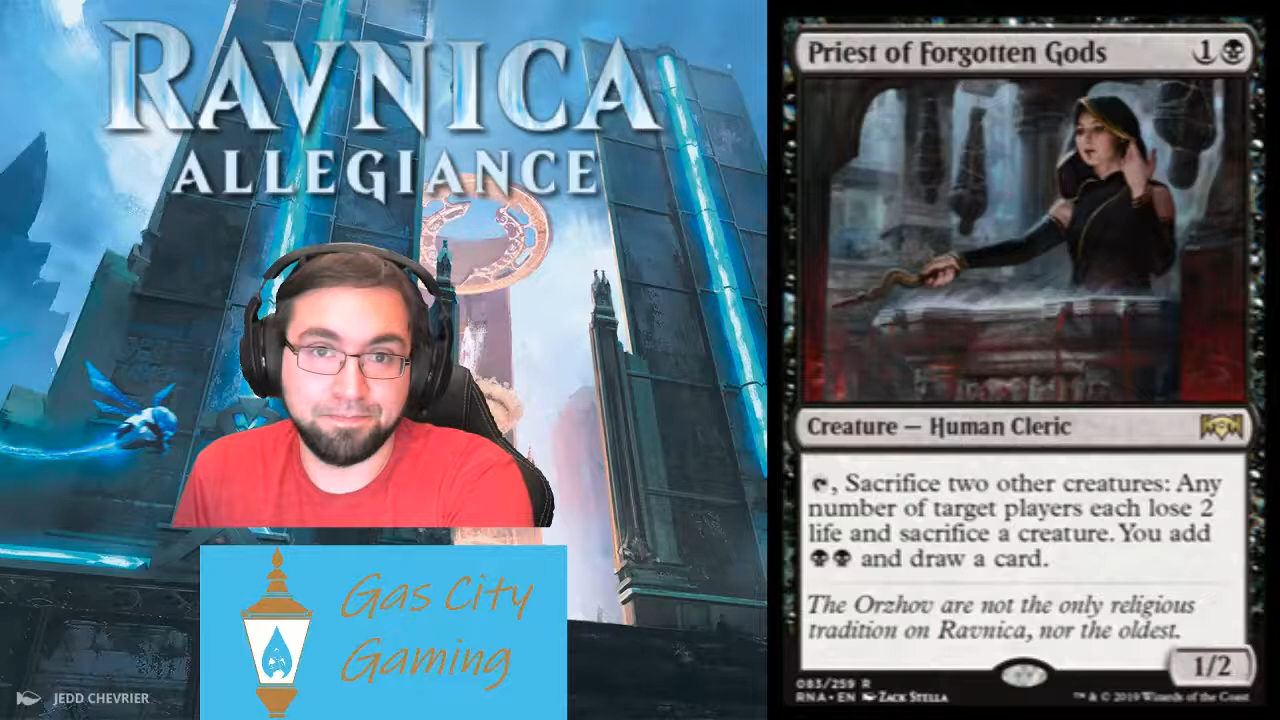 RAVNICA
ALLEGIANCE
Gas City
Gaming
JEDD CHEVRIER
Priest of Forgotten Gods 1
Creature — Human Cleric
, Sacrifice two other creatures: Any
number of target players each lose 2
life and sacrifice a creature. You add
and draw a card.
The Orzhov are not the only religious
tradition on Ravnica, nor the oldest.
1/2
083/259 R
RNA • EN ZACK STELLA
™ & © 2019 Wizards of the Coast